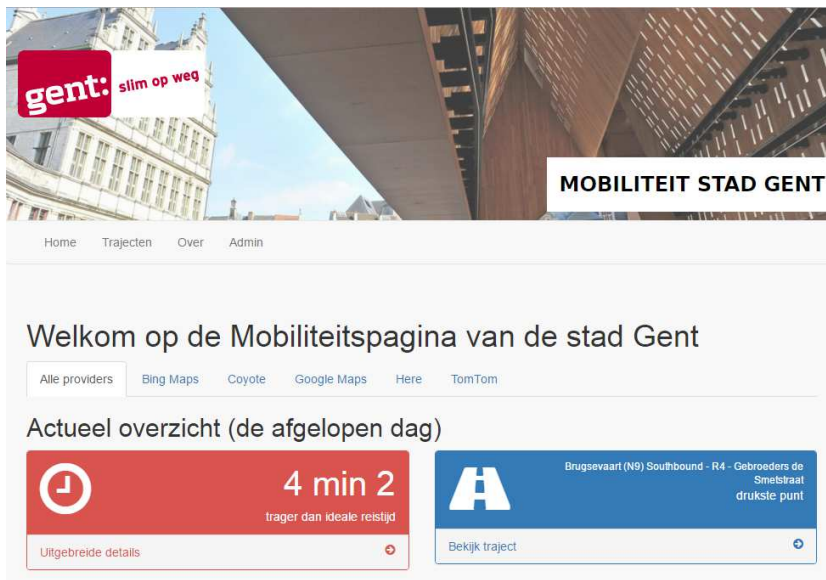 gent: slim op weg
MOBILITEIT STAD GENT
Home Trajecten Over Admin
Welkom op de Mobiliteitspagina van de stad Gent
Alle providers Bing Maps Coyote Google Maps Here TomTom
Actueel overzicht (de afgelopen dag)
4 min 2
trager dan ideale reistijd
Uitgebreide details
Brugsevaart (N9) Southbound - R4 - Gebroeders de
Smetstraat
drukste punt
Bekijk traject